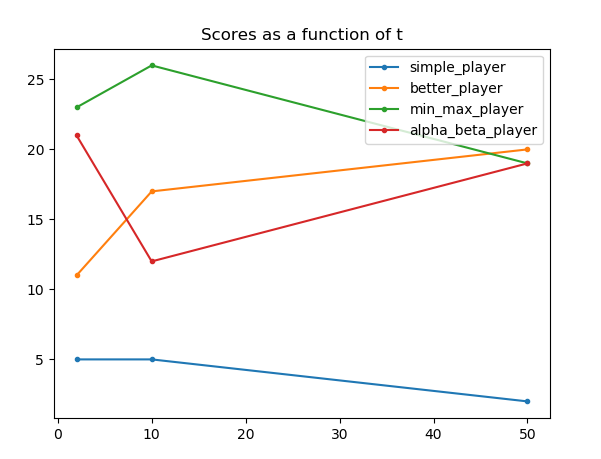 Scores as a function of t
simple_player
better_player
min_max_player
alpha_beta_player
25
20
15
10
5
0
10
20
30
40
50